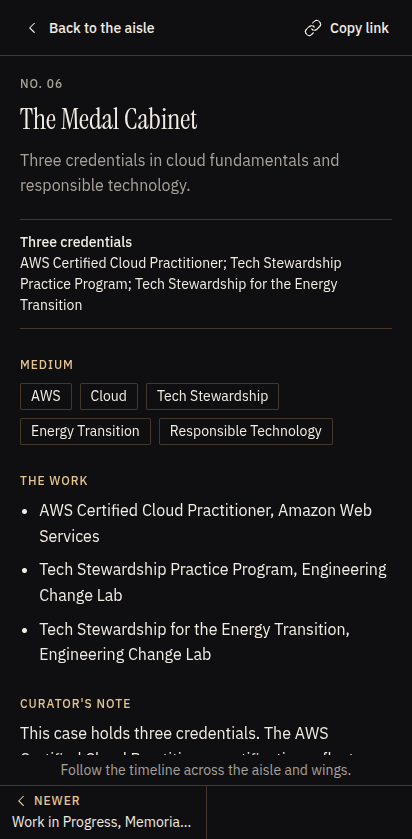 Back to the aisle
Copy link
NO. 06
The Medal Cabinet
Three credentials in cloud fundamentals and
responsible technology.
Three credentials
AWS Certified Cloud Practitioner; Tech Stewardship
Practice Program; Tech Stewardship for the Energy
Transition
MEDIUM
AWS
Cloud
Tech Stewardship
Energy Transition
Responsible Technology
THE WORK
• AWS Certified Cloud Practitioner, Amazon Web
Services
• Tech Stewardship Practice Program, Engineering
Change Lab
• Tech Stewardship for the Energy Transition,
Engineering Change Lab
CURATOR'S NOTE
This case holds three credentials. The AWS
Follow the timeline across the aisle and wings.
NEWER
Work in Progress, Memoria...